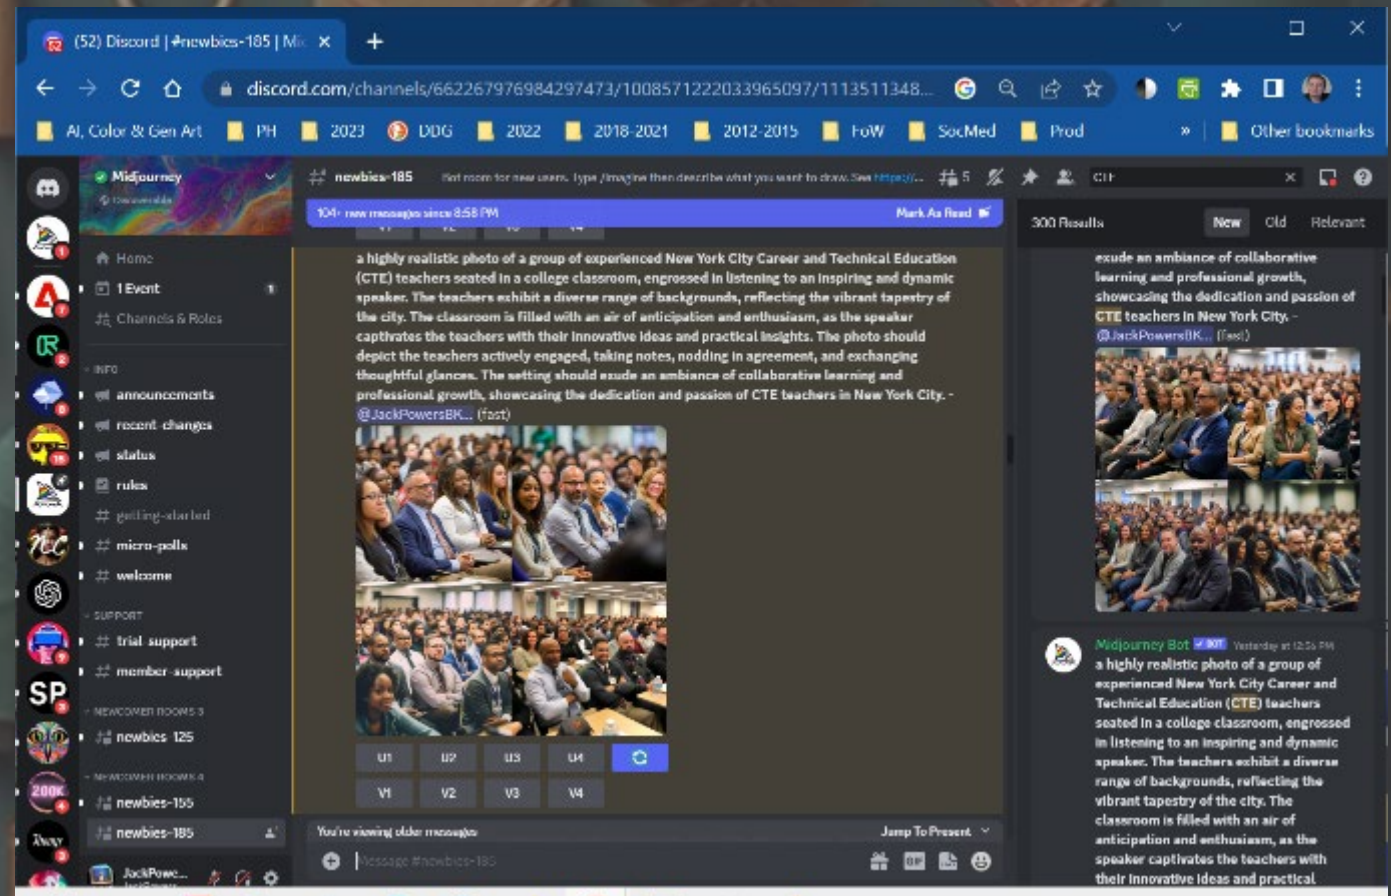 (52) Discord | #newbies-185 | Mi
discord.com/channels/662267976984297473/1008571222033965097/1113511348...
AI, Color & Gen Art PH 2023 DDG 2022 2018-2021 2012-2015 FoW SocMed Prod » Other bookmarks
Midjourney
Discoverable
# newbies-185 Bot room for new users. Type /imagine then describe what you want to draw. See https://... 5
104+ new messages since 8:58 PM Mark As Read
V1 V2 V3 V4
Home
1 Event 1
Channels & Roles
INFO
announcements
recent-changes
status
rules
getting-started
micro-polls
welcome
SUPPORT
trial-support
member-support
NEWCOMER ROOMS 3
newbies-125
NEWCOMER ROOMS 4
newbies-155
newbies-185
JackPowe...
SP
200K
a highly realistic photo of a group of experienced New York City Career and Technical Education
(CTE) teachers seated in a college classroom, engrossed in listening to an inspiring and dynamic
speaker. The teachers exhibit a diverse range of backgrounds, reflecting the vibrant tapestry of
the city. The classroom is filled with an air of anticipation and enthusiasm, as the speaker
captivates the teachers with their innovative ideas and practical insights. The photo should
depict the teachers actively engaged, taking notes, nodding in agreement, and exchanging
thoughtful glances. The setting should exude an ambiance of collaborative learning and
professional growth, showcasing the dedication and passion of CTE teachers in New York City. -
@JackPowersBK... (fast)
U1 U2 U3 U4
V1 V2 V3 V4
You're viewing older messages Jump To Present
Message #newbies-185
GIF
CTE
300 Results New Old Relevant
exude an ambiance of collaborative
learning and professional growth,
showcasing the dedication and passion of
CTE teachers in New York City. -
@JackPowersBK... (fast)
Midjourney Bot BOT Yesterday at 12:56 PM
a highly realistic photo of a group of
experienced New York City Career and
Technical Education (CTE) teachers
seated in a college classroom, engrossed
in listening to an inspiring and dynamic
speaker. The teachers exhibit a diverse
range of backgrounds, reflecting the
vibrant tapestry of the city. The
classroom is filled with an air of
anticipation and enthusiasm, as the
speaker captivates the teachers with
their innovative ideas and practical